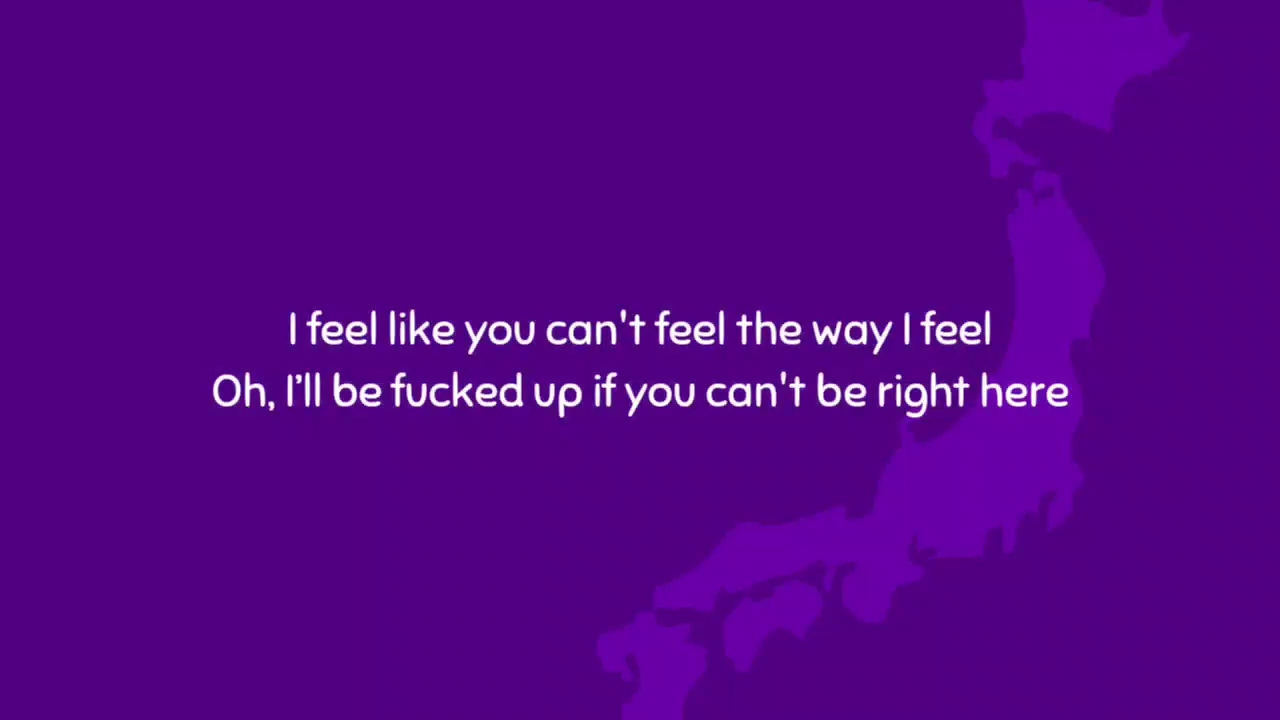 I feel like you can't feel the way I feel
Oh, I’ll be fucked up if you can't be right here